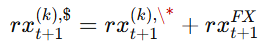 rx_{t+1}^{(k),$} = rx_{t+1}^{(k),\*} + rx_{t+1}^{FX}